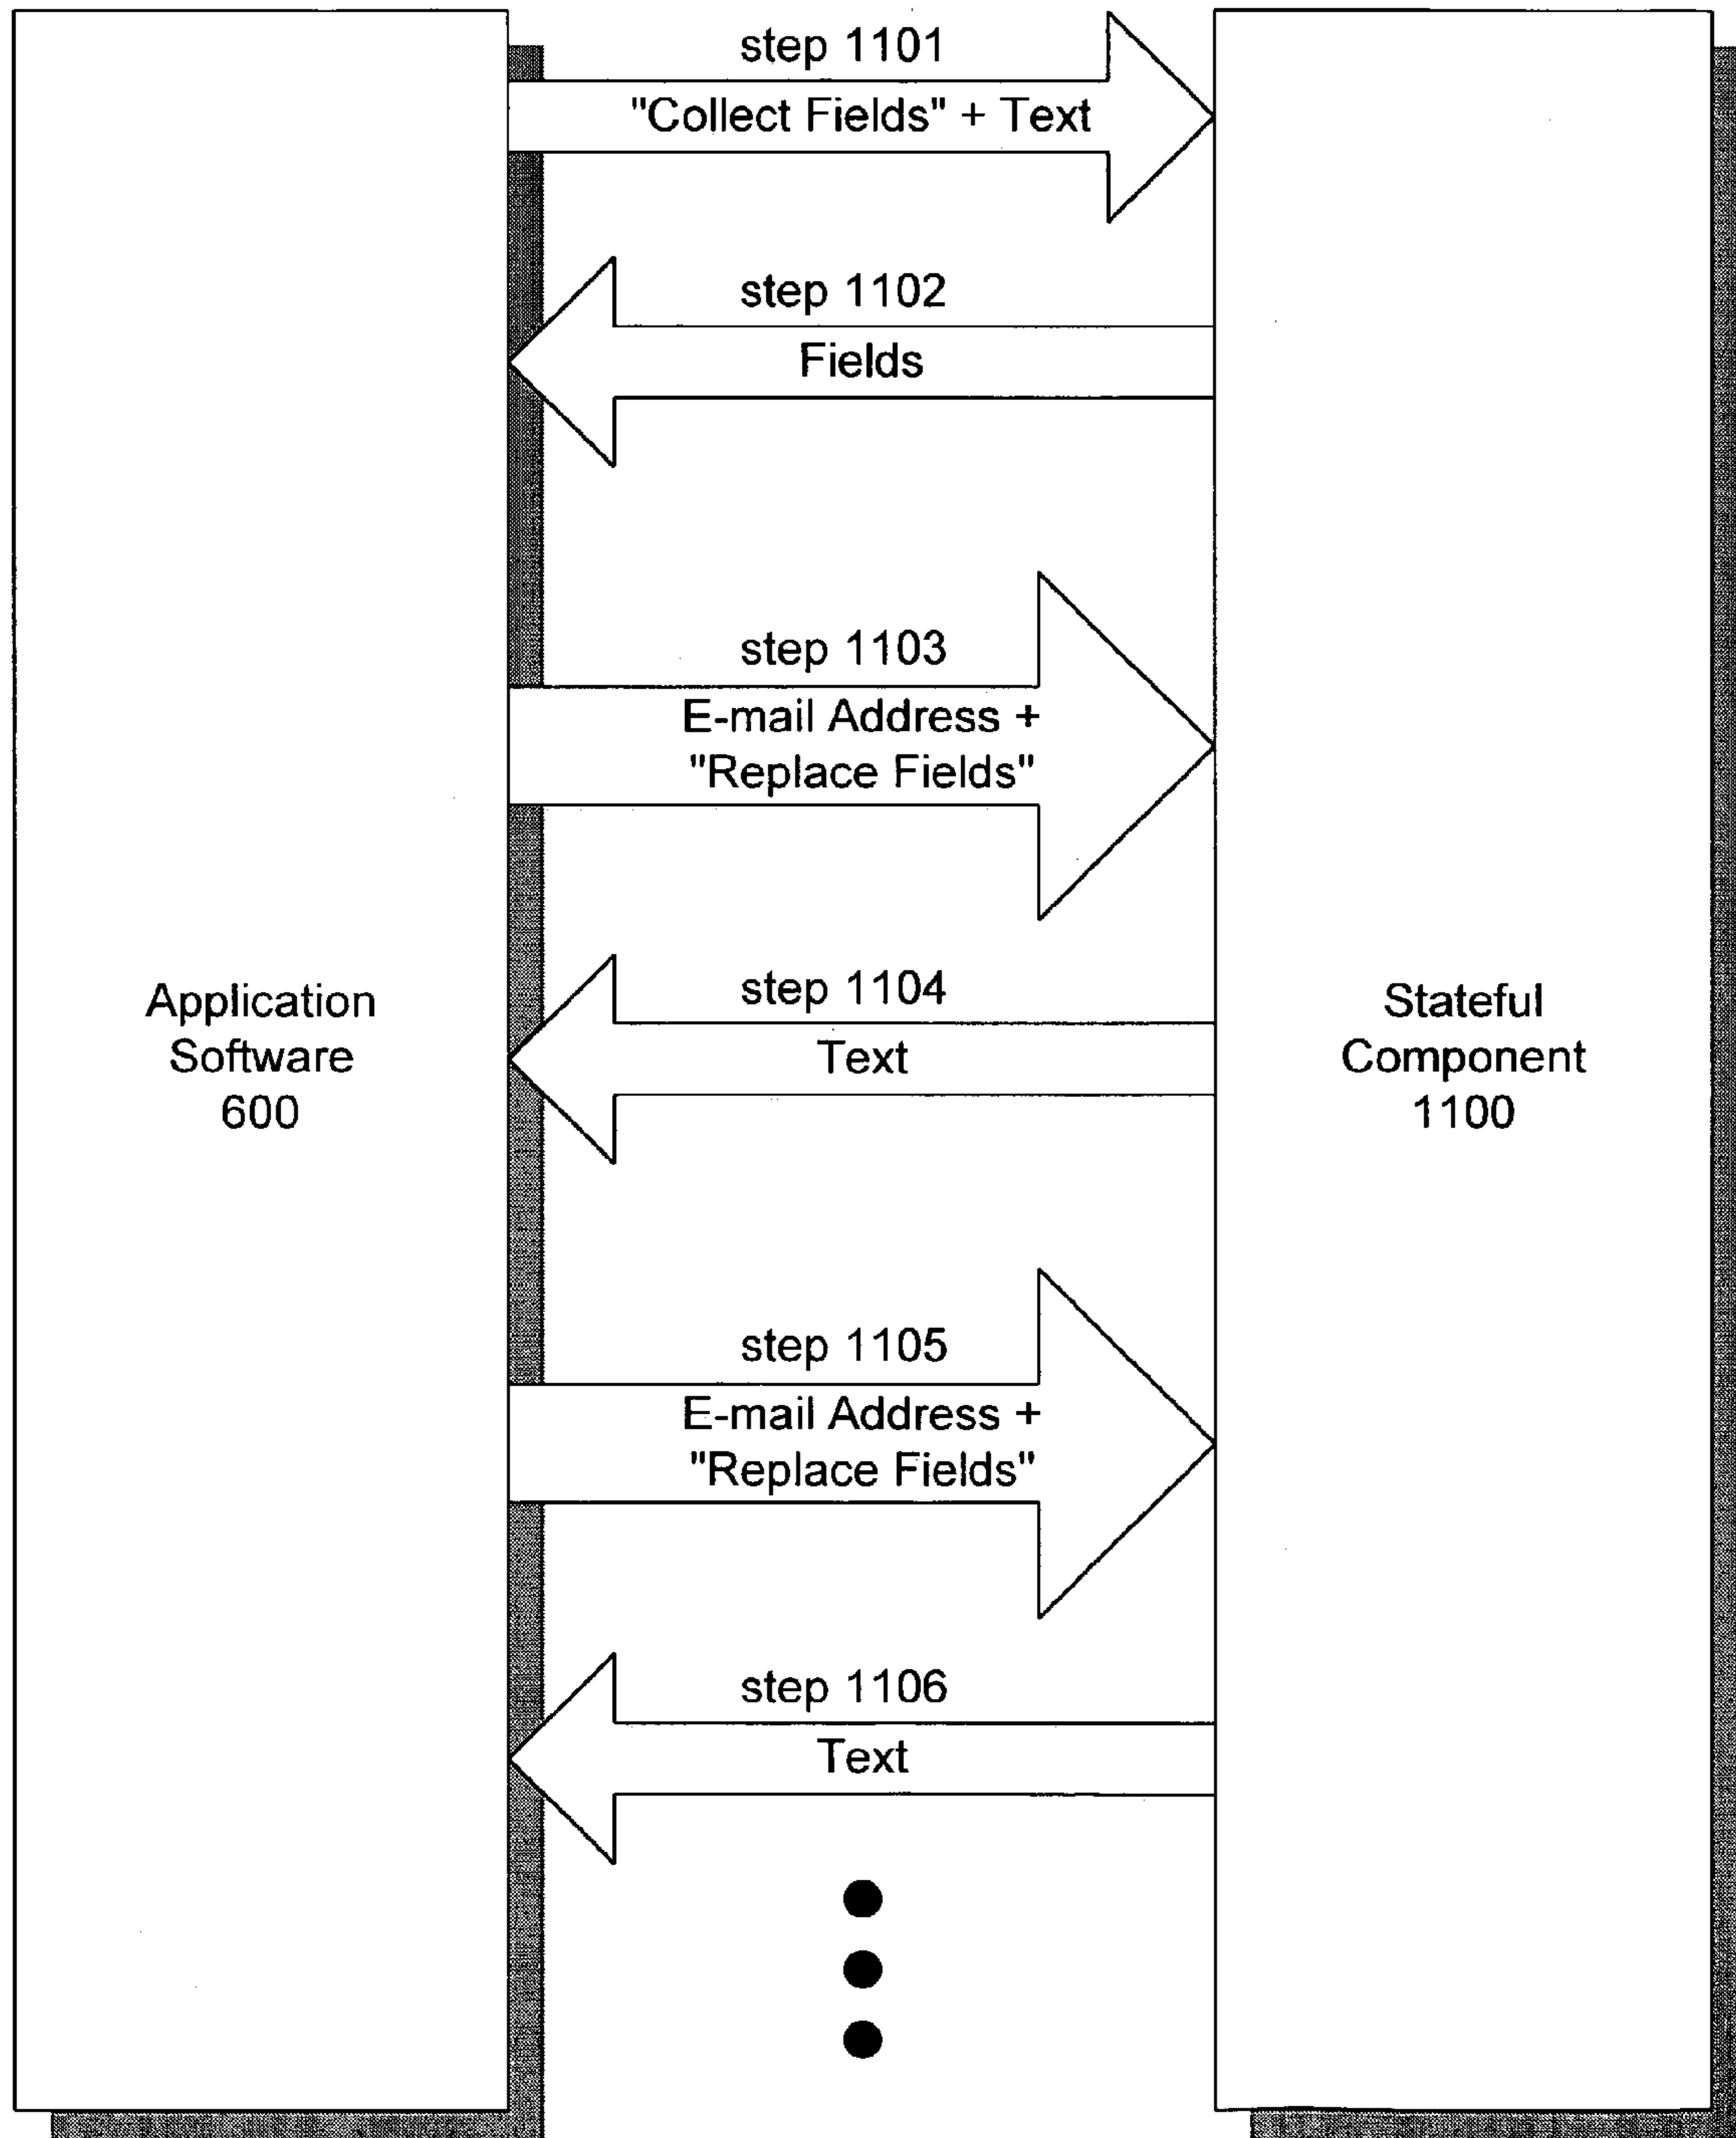 step 1101
"Collect Fields" + Text
step 1102
Fields
step 1103
E-mail Address +
"Replace Fields"
step 1104
Text
Application
Software
600
Stateful
Component
1100
step 1105
E-mail Address +
"Replace Fields"
step 1106
Text